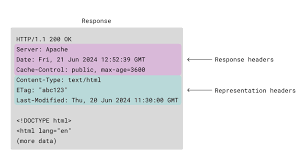 Response
HTTP/1.1 200 OK
Server: Apache
Date: Fri, 21 Jun 2024 12:52:39 GMT
Cache-Control: public, max-age=3600
Response headers
Content-Type: text/html
ETag: "abc123"
Representation headers
Last-Modified: Thu, 20 Jun 2024 11:30:00 GMT
<!DOCTYPE html>
<html lang="en"
(more data)